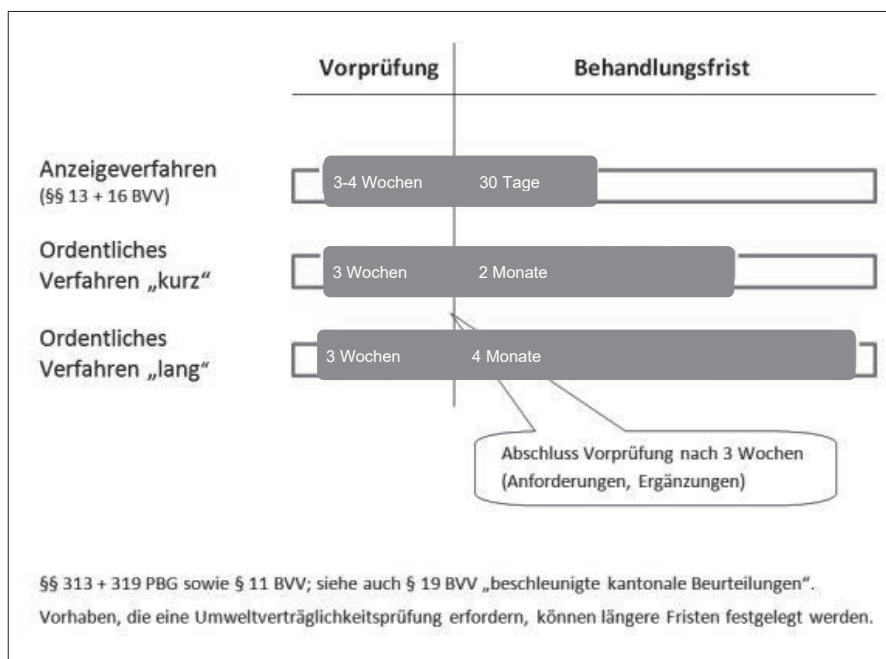 Vorprüfung Behandlungsfrist
Anzeigeverfahren
(§§ 13 + 16 BVV)
3-4 Wochen 30 Tage
Ordentliches
Verfahren „kurz"
3 Wochen 2 Monate
Ordentliches
Verfahren „lang"
3 Wochen 4 Monate
Abschluss Vorprüfung nach 3 Wochen
(Anforderungen, Ergänzungen)
§§ 313 + 319 PBG sowie § 11 BVV; siehe auch § 19 BVV „beschleunigte kantonale Beurteilungen“.
Vorhaben, die eine Umweltverträglichkeitsprüfung erfordern, können längere Fristen festgelegt werden.